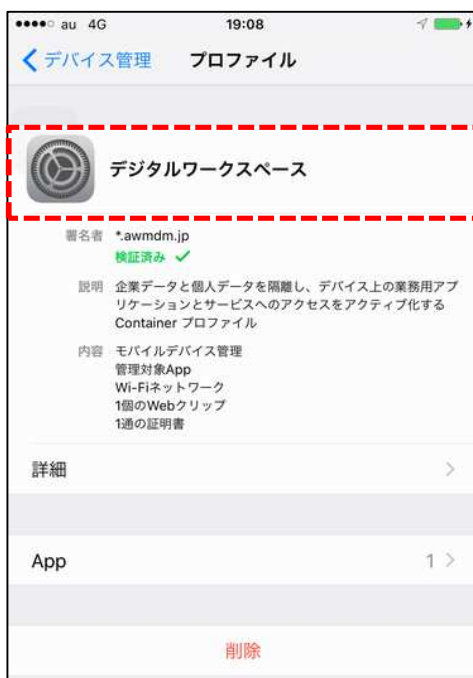 au 4G 19:08
デバイス管理 プロファイル
デジタルワークスペース
署名者 *.awmdm.jp
検証済み
説明 企業データと個人データを隔離し、デバイス上の業務用アプ
リケーションとサービスへのアクセスをアクティブ化する
Container プロファイル
内容 モバイルデバイス管理
管理対象App
Wi-Fiネットワーク
1個のWebクリップ
1通の証明書
詳細
App 1
削除